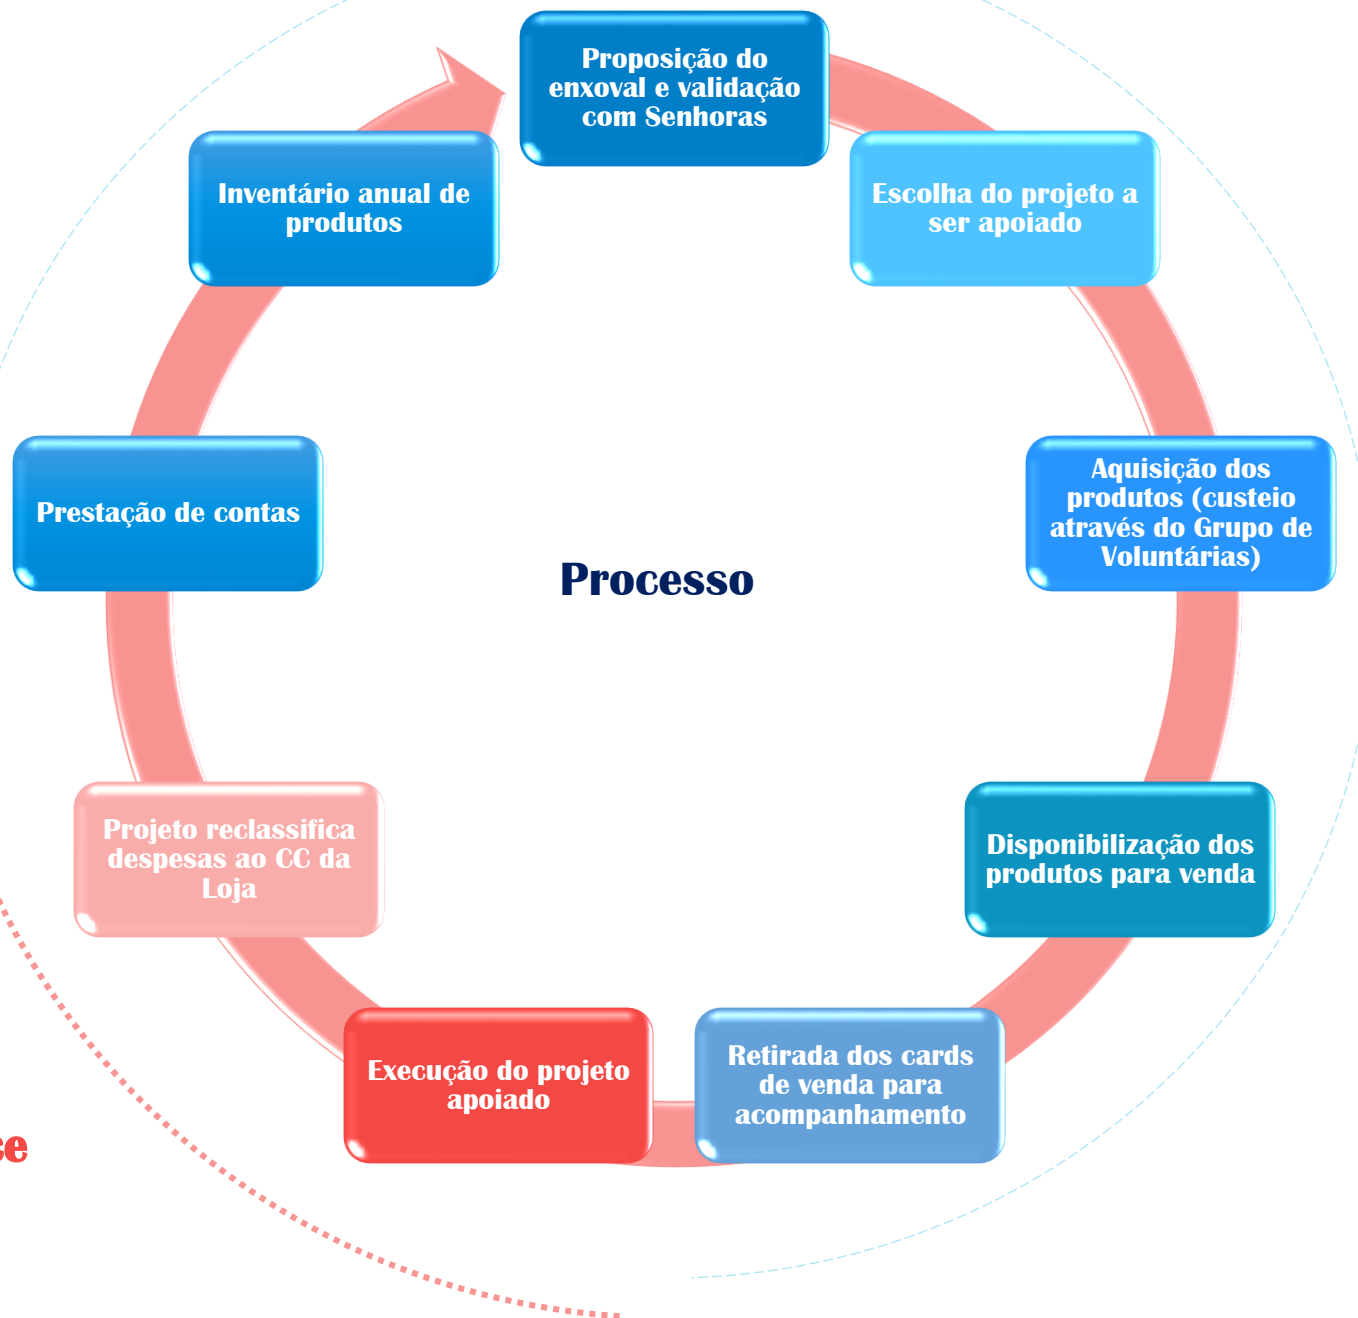 Proposição do
enxoval e validação
com Senhoras
Escolha do projeto a
ser apoiado
Aquisição dos
produtos (custeio
através do Grupo de
Voluntárias)
Disponibilização dos
produtos para venda
Retirada dos cards
de venda para
acompanhamento
Execução do projeto
apoiado
Projeto reclassifica
despesas ao CC da
Loja
Prestação de contas
Inventário anual de
produtos
Processo